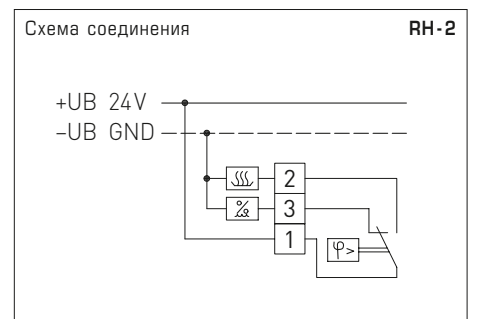 Схема соединения RH-2
+UB 24V
–UB GND
2
%
3
1
φ>